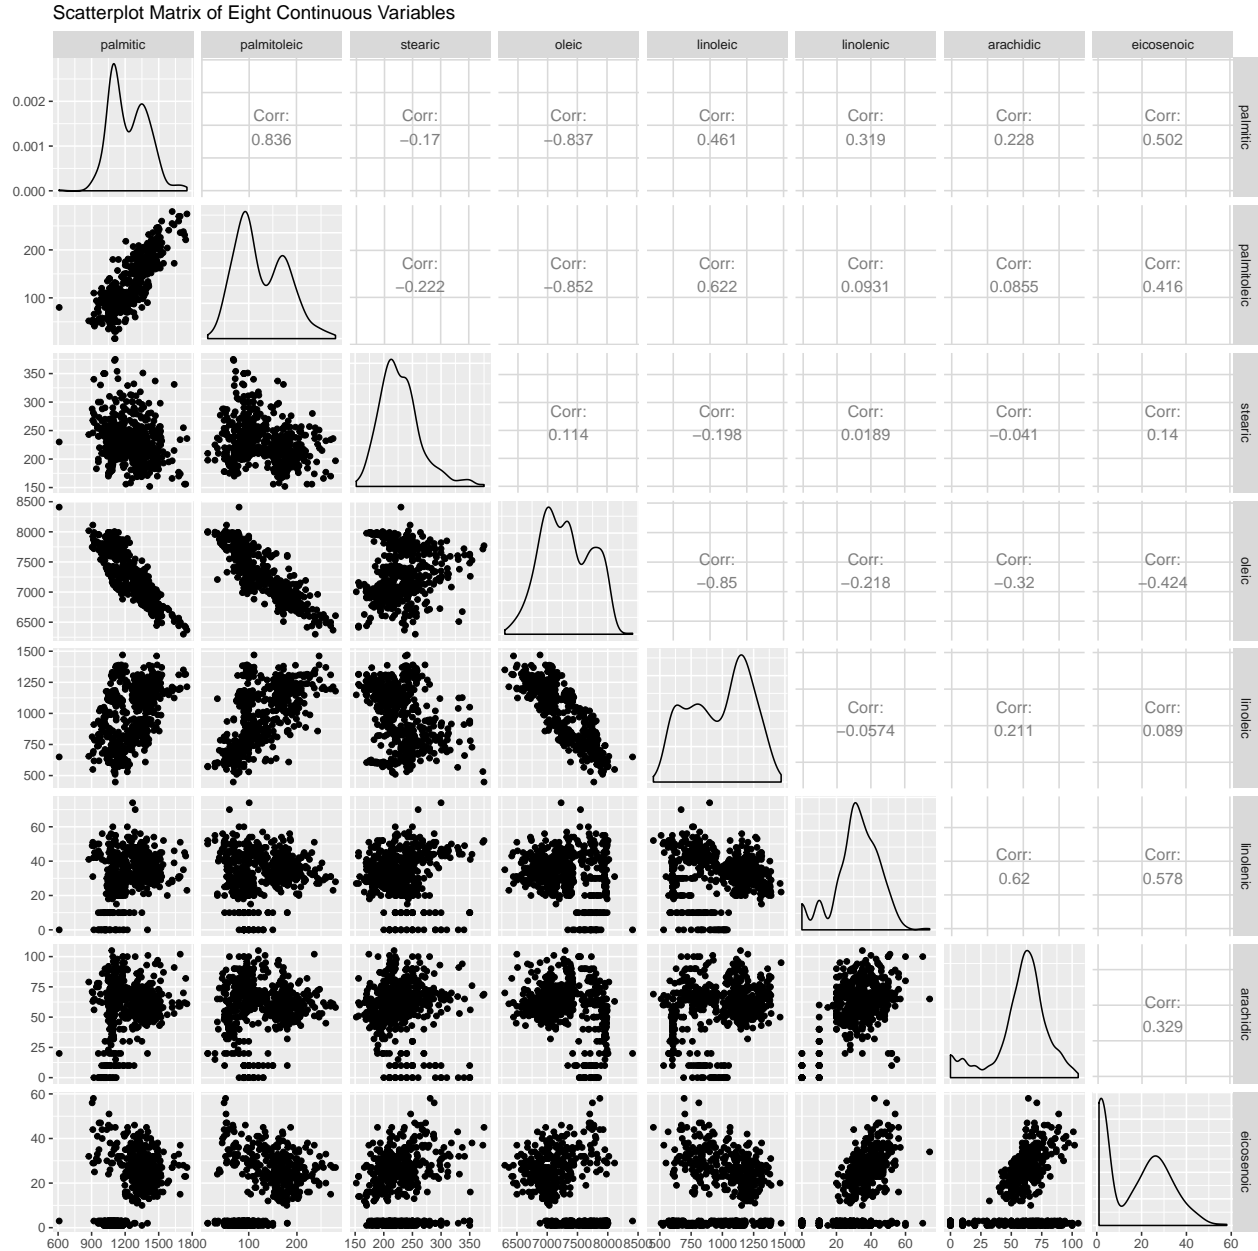 Scatterplot Matrix of Eight Continuous Variables
palmitic palmitoleic stearic oleic linoleic linolenic arachidic eicosenoic
0.002
0.001
0.000
Corr:
0.836
Corr:
−0.17
Corr:
−0.837
Corr:
0.461
Corr:
0.319
Corr:
0.228
Corr:
0.502
palmitic
200
100
Corr:
−0.222
Corr:
−0.852
Corr:
0.622
Corr:
0.0931
Corr:
0.0855
Corr:
0.416
palmitoleic
350
300
250
200
150
Corr:
0.114
Corr:
−0.198
Corr:
0.0189
Corr:
−0.041
Corr:
0.14
stearic
8500
8000
7500
7000
6500
Corr:
−0.85
Corr:
−0.218
Corr:
−0.32
Corr:
−0.424
oleic
1500
1250
1000
750
500
Corr:
−0.0574
Corr:
0.211
Corr:
0.089
linoleic
60
40
20
0
Corr:
0.62
Corr:
0.578
linolenic
100
75
50
25
0
Corr:
0.329
arachidic
60
40
20
0
eicosenoic
600 900 1200 1500 1800 0 100 200 150 200 250 300 350 6500 7000 7500 8000 8500 500 750 1000 1250 1500 0 20 40 60 0 25 50 75 100 0 20 40 60